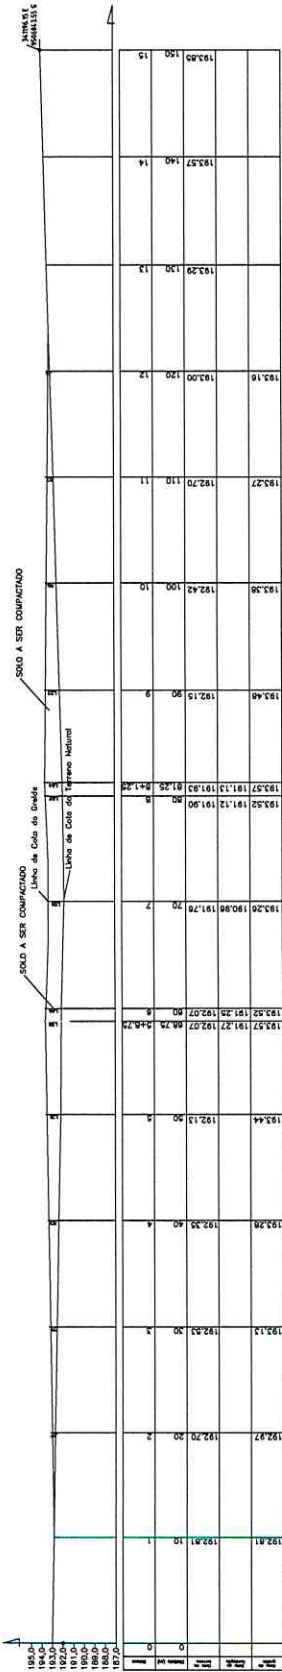 341196.15 E
195.0
194.0
193.0
192.0
191.0
190.0
189.0
188.0
187.0
SOLO A SER COMPACTADO
Linha de Cota do Greide
SOLO A SER COMPACTADO
Linha de Cota do Terreno Natural
0 1 2 3 4 5 5+8.75 6 7 8 8+1.25 9 10 11 12 13 14 15
0 10 20 30 40 50 58.75 60 70 80 81.25 90 100 110 120 130 140 150
192.81 192.70 192.53 192.35 192.13 192.07 192.07 191.78 191.90 191.93 192.15 192.42 192.70 193.00 193.29 193.57 193.85
191.27 191.25 190.96 191.12 191.13
192.81 192.97 193.13 193.28 193.44 193.57 193.52 193.26 193.52 193.57 193.48 193.38 193.27 193.16